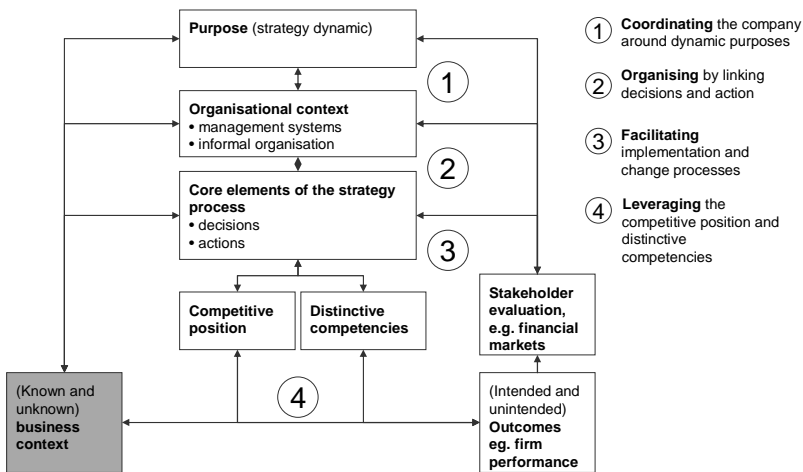 Purpose (strategy dynamic)
1
Organisational context
• management systems
• informal organisation
2
Core elements of the strategy
process
• decisions
• actions
3
Competitive
position
Distinctive
competencies
Stakeholder
evaluation,
e.g. financial
markets
(Known and
unknown)
business
context
4
(Intended and
unintended)
Outcomes
eg. firm
performance
1 Coordinating the company
around dynamic purposes
2 Organising by linking
decisions and action
3 Facilitating
implementation and
change processes
4 Leveraging the
competitive position and
distinctive
competencies